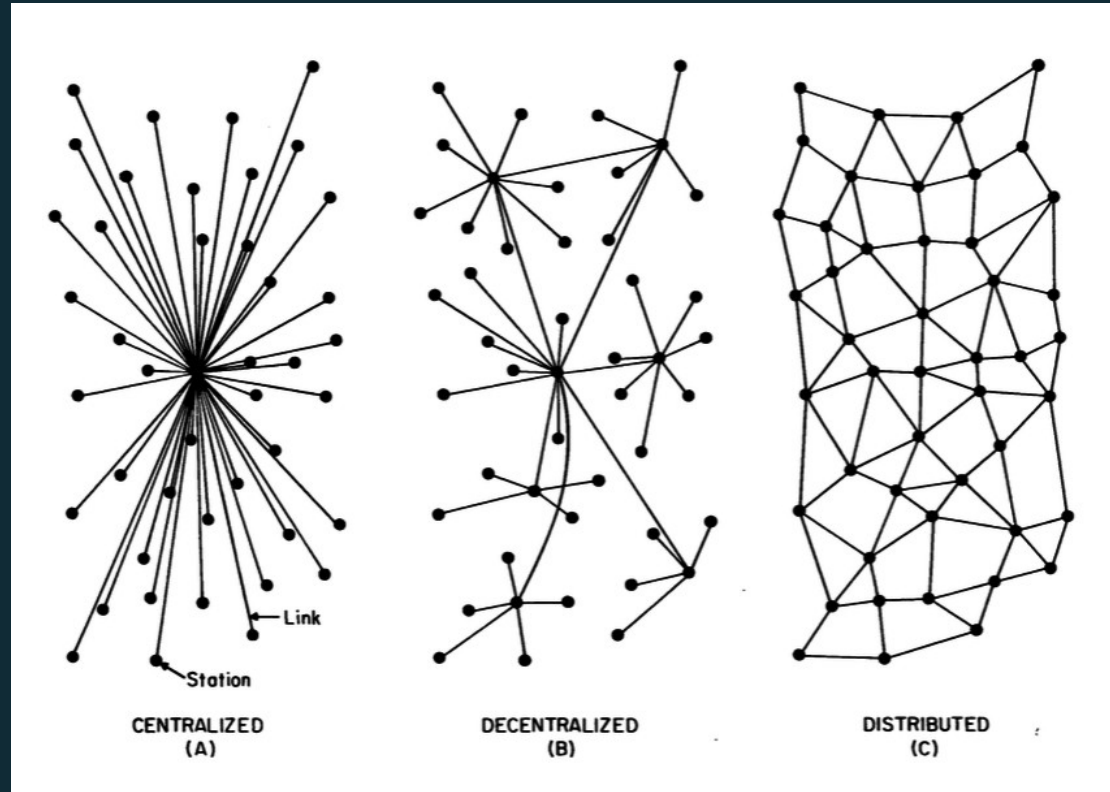 Link
Station
CENTRALIZED
(A)
DECENTRALIZED
(B)
DISTRIBUTED
(C)